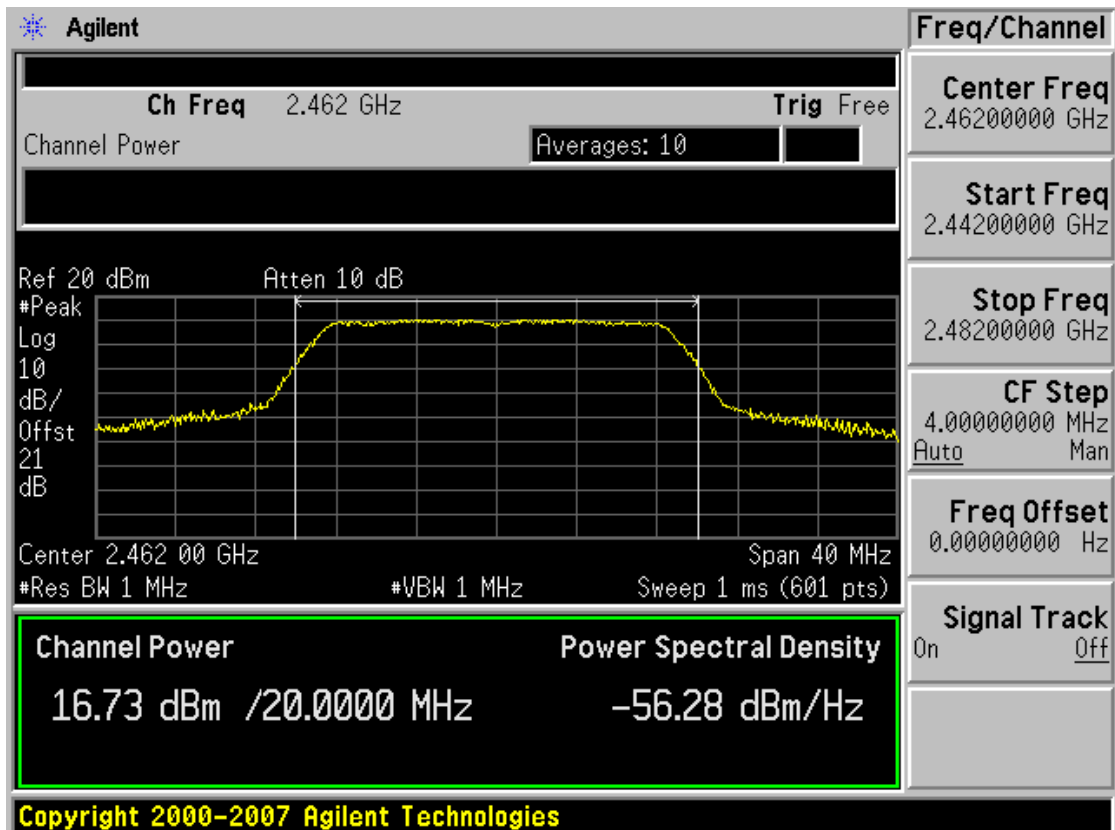 Agilent
Freq/Channel
Ch Freq 2.462 GHz Trig Free
Channel Power Averages: 10
Ref 20 dBm Atten 10 dB
#Peak
Log
10
dB/
Offst
21
dB
Center 2.462 00 GHz Span 40 MHz
#Res BW 1 MHz #VBW 1 MHz Sweep 1 ms (601 pts)
Channel Power Power Spectral Density
16.73 dBm /20.0000 MHz -56.28 dBm/Hz
Center Freq
2.46200000 GHz
Start Freq
2.44200000 GHz
Stop Freq
2.48200000 GHz
CF Step
4.00000000 MHz
Auto Man
Freq Offset
0.00000000 Hz
Signal Track
On Off
Copyright 2000-2007 Agilent Technologies